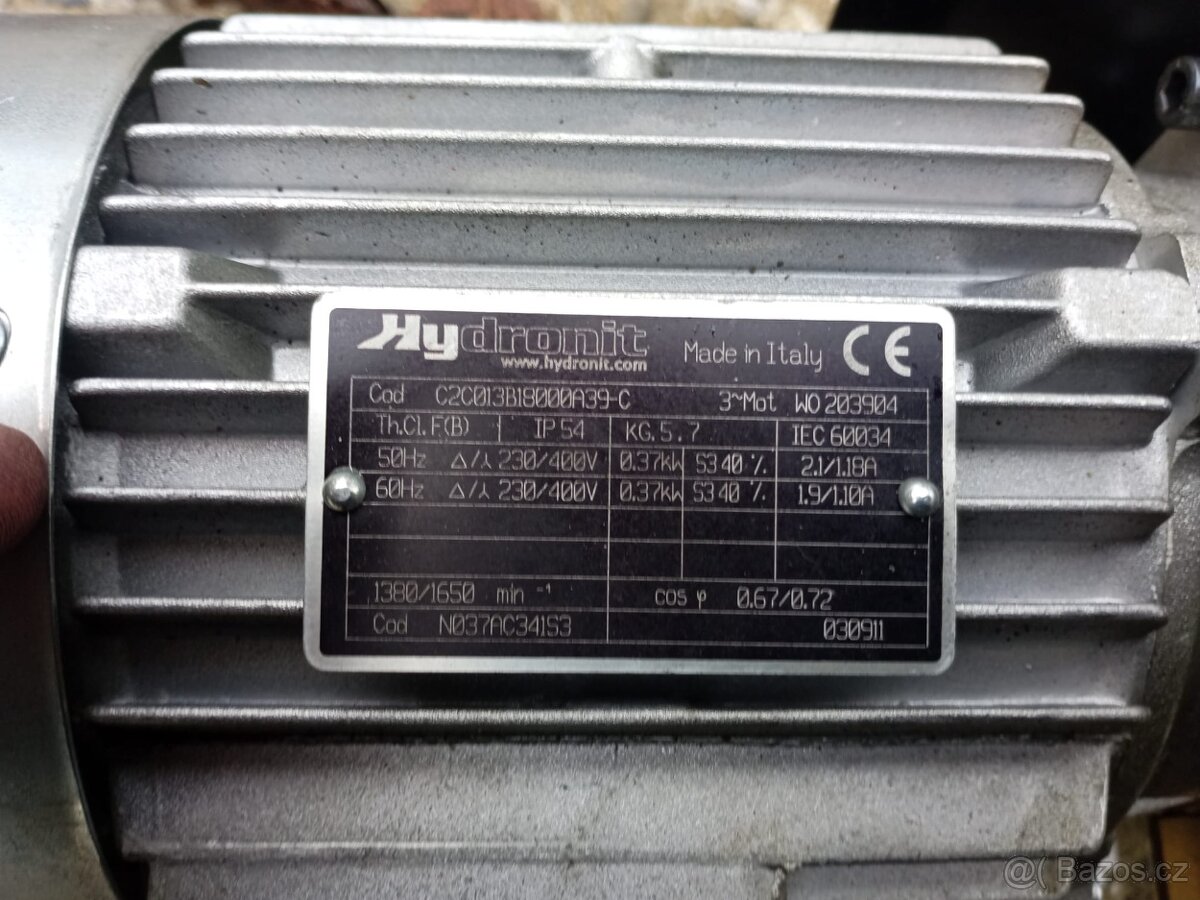 Hydronit
www.hydronit.com
Made in Italy CE
Cod C2C013B18000A39-C 3~Mot WO 203904
Th.Cl.F(B) IP 54 KG. 5.7 IEC 60034
50Hz Δ/⅄ 230/400V 0.37kW S3 40 % 2.1/1.18A
60Hz Δ/⅄ 230/400V 0.37kW S3 40 % 1.9/1.10A
1380/1650 min ⁻¹ cos φ 0.67/0.72
Cod N037AC341S3 030911
@( Bazos.cz